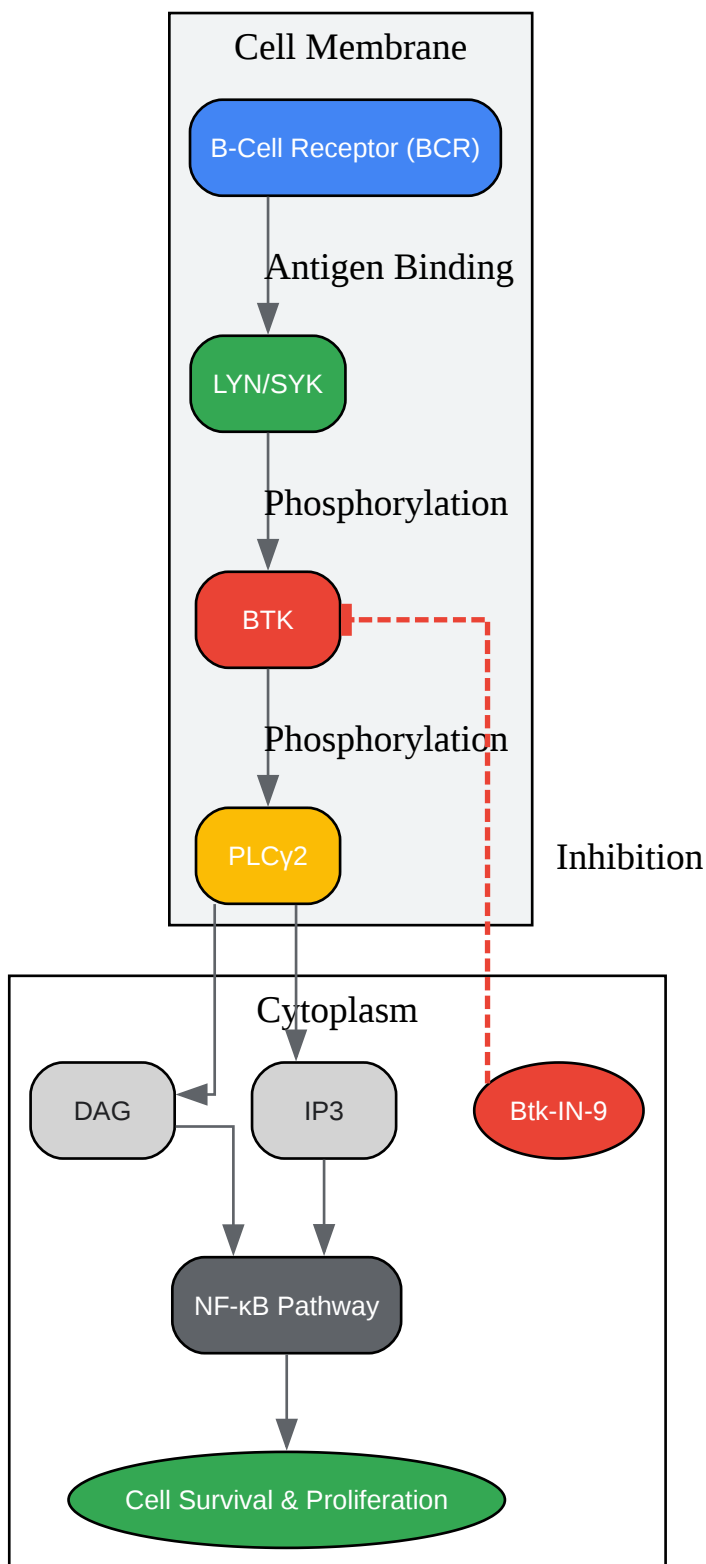 Cell Membrane
B-Cell Receptor (BCR)
Antigen Binding
LYN/SYK
Phosphorylation
BTK
Phosphorylation
PLCγ2
Inhibition
Cytoplasm
DAG
IP3
Btk-IN-9
NF-κB Pathway
Cell Survival & Proliferation